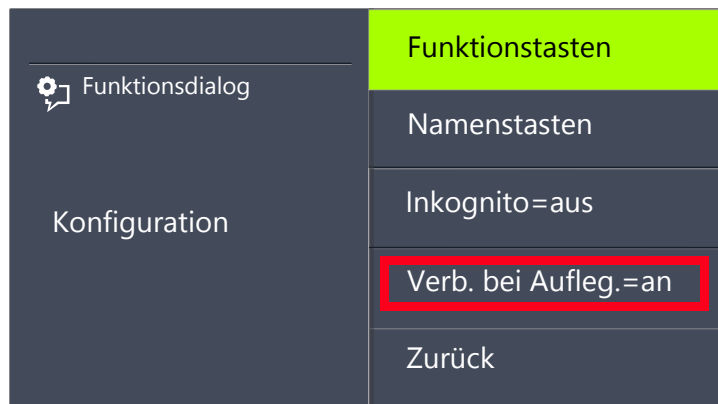 Funktionsdialog
Konfiguration
Funktionstasten
Namenstasten
Inkognito=aus
Verb. bei Aufleg.=an
Zurück